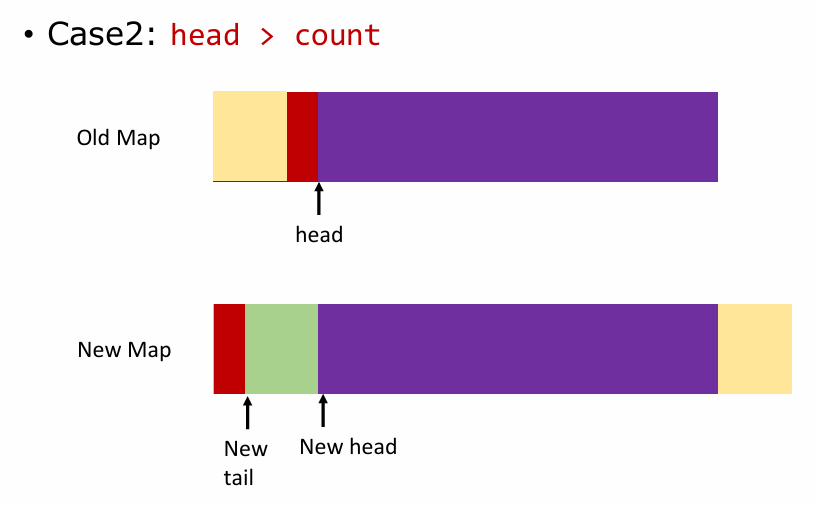 • Case2: head > count
Old Map
head
New Map
New
tail
New head